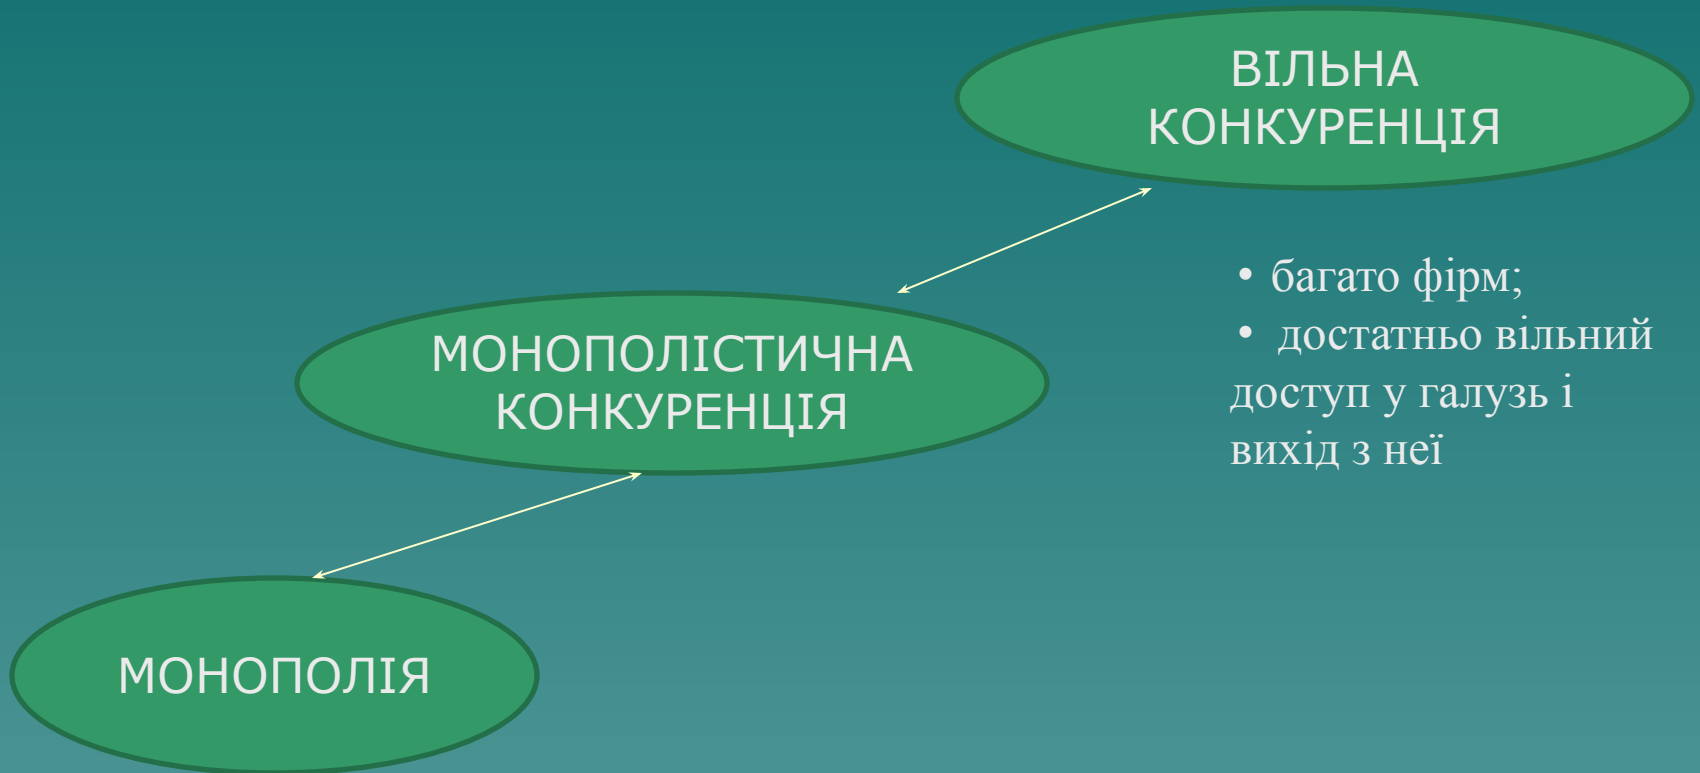 ВІЛЬНА
КОНКУРЕНЦІЯ
• багато фірм;
• достатньо вільний
доступ у галузь і
вихід з неї
МОНОПОЛІСТИЧНА
КОНКУРЕНЦІЯ
МОНОПОЛІЯ